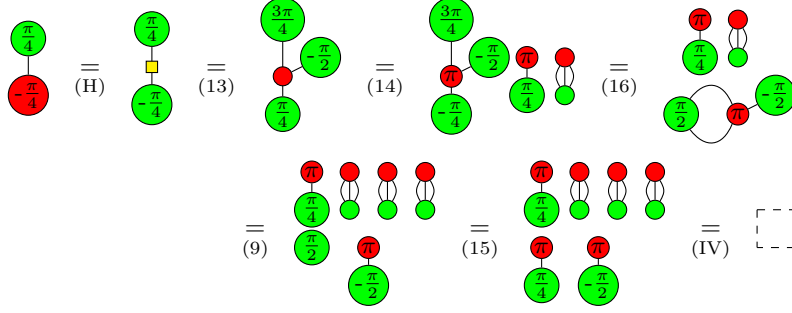 π/4
-π/4
=
(H)
π/4
-π/4
=
(13)
3π/4
-π/2
π/4
=
(14)
3π/4
-π/2
π
-π/4
π
π/4
=
(16)
π
π/4
π/2
π
-π/2
=
(9)
π
π/4
π/2
π
-π/2
=
(15)
π
π/4
π
π/4
π
-π/2
=
(IV)